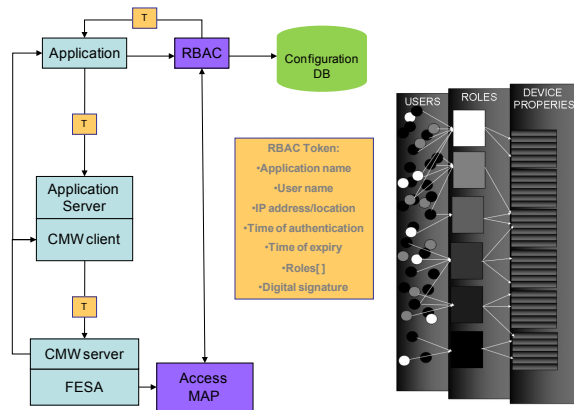 T
Application
RBAC
Configuration
DB
T
Application
Server
CMW client
T
CMW server
FESA
Access
MAP
RBAC Token:
•Application name
•User name
•IP address/location
•Time of authentication
•Time of expiry
•Roles[ ]
•Digital signature
USERS
ROLES
DEVICE
PROPERIES